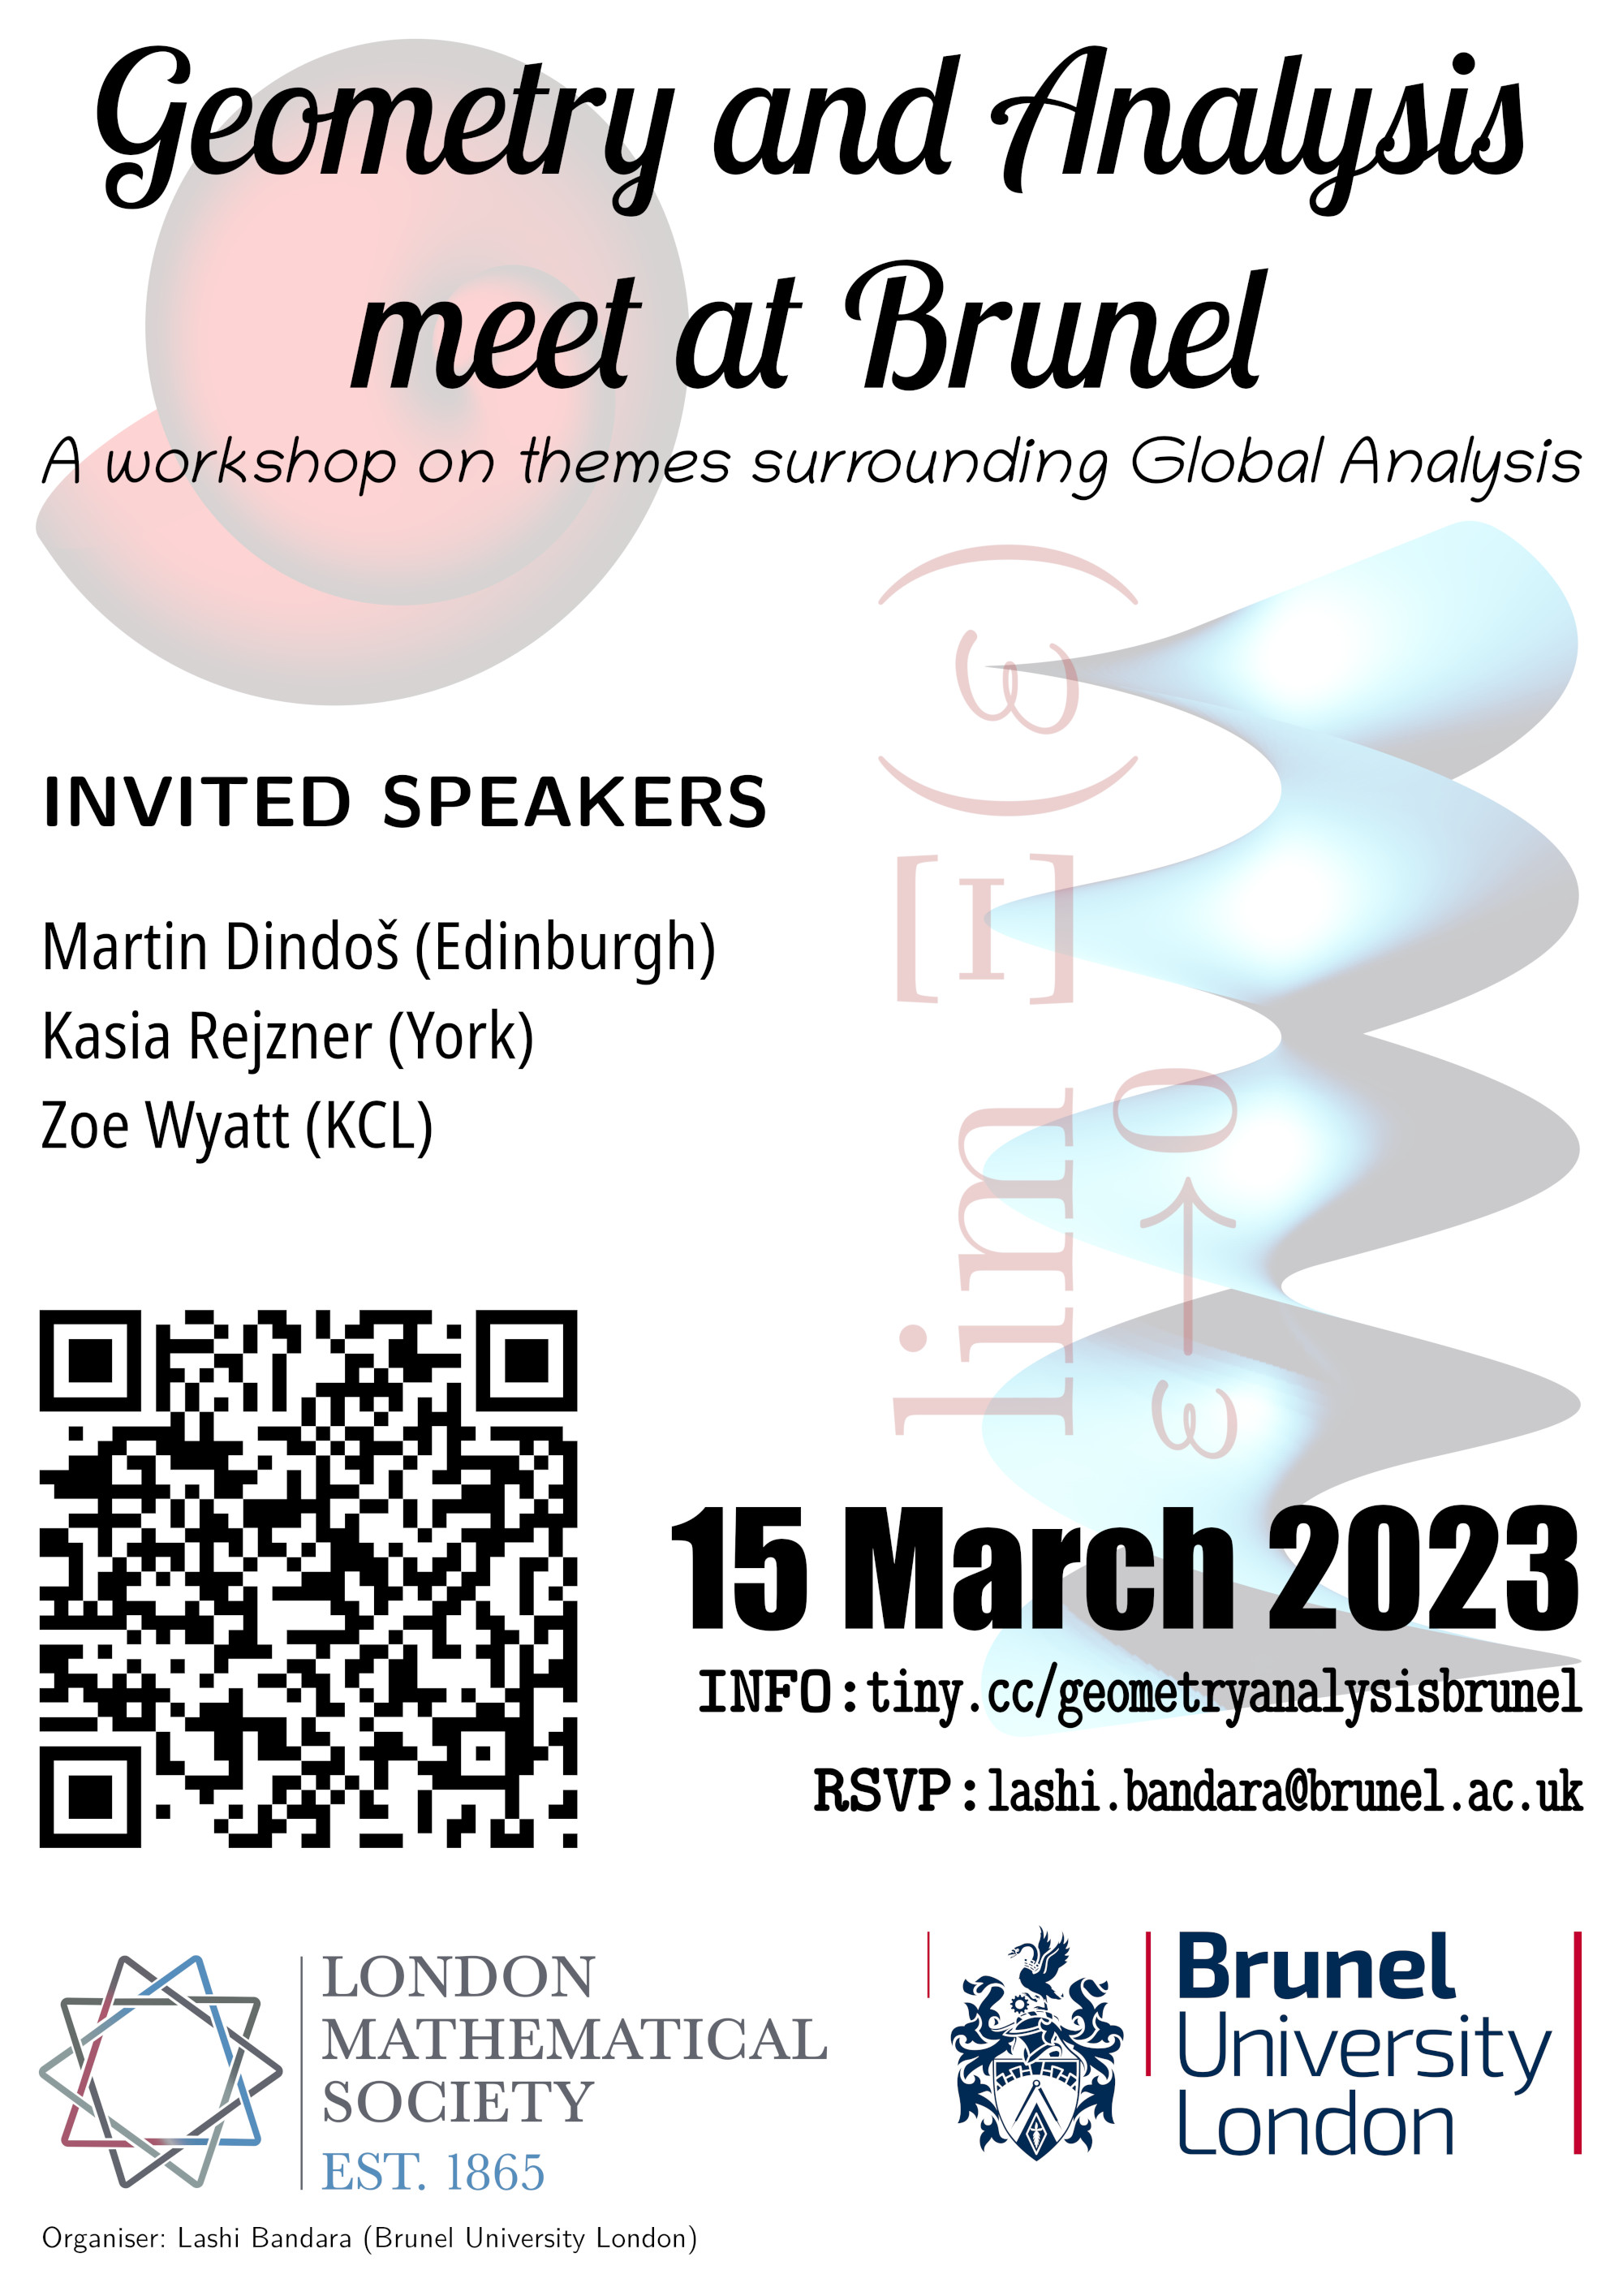 Geometry and Analysis
meet at Brunel
A workshop on themes surrounding Global Analysis
INVITED SPEAKERS
Martin Dindoš (Edinburgh)
Kasia Rejzner (York)
Zoe Wyatt (KCL)
lim [ɪ] (ε)
ε→0
15 March 2023
INFO:tiny.cc/geometryanalysisbrunel
RSVP:lashi.bandara@brunel.ac.uk
LONDON
MATHEMATICAL
SOCIETY
EST. 1865
Brunel
University
London
Organiser: Lashi Bandara (Brunel University London)